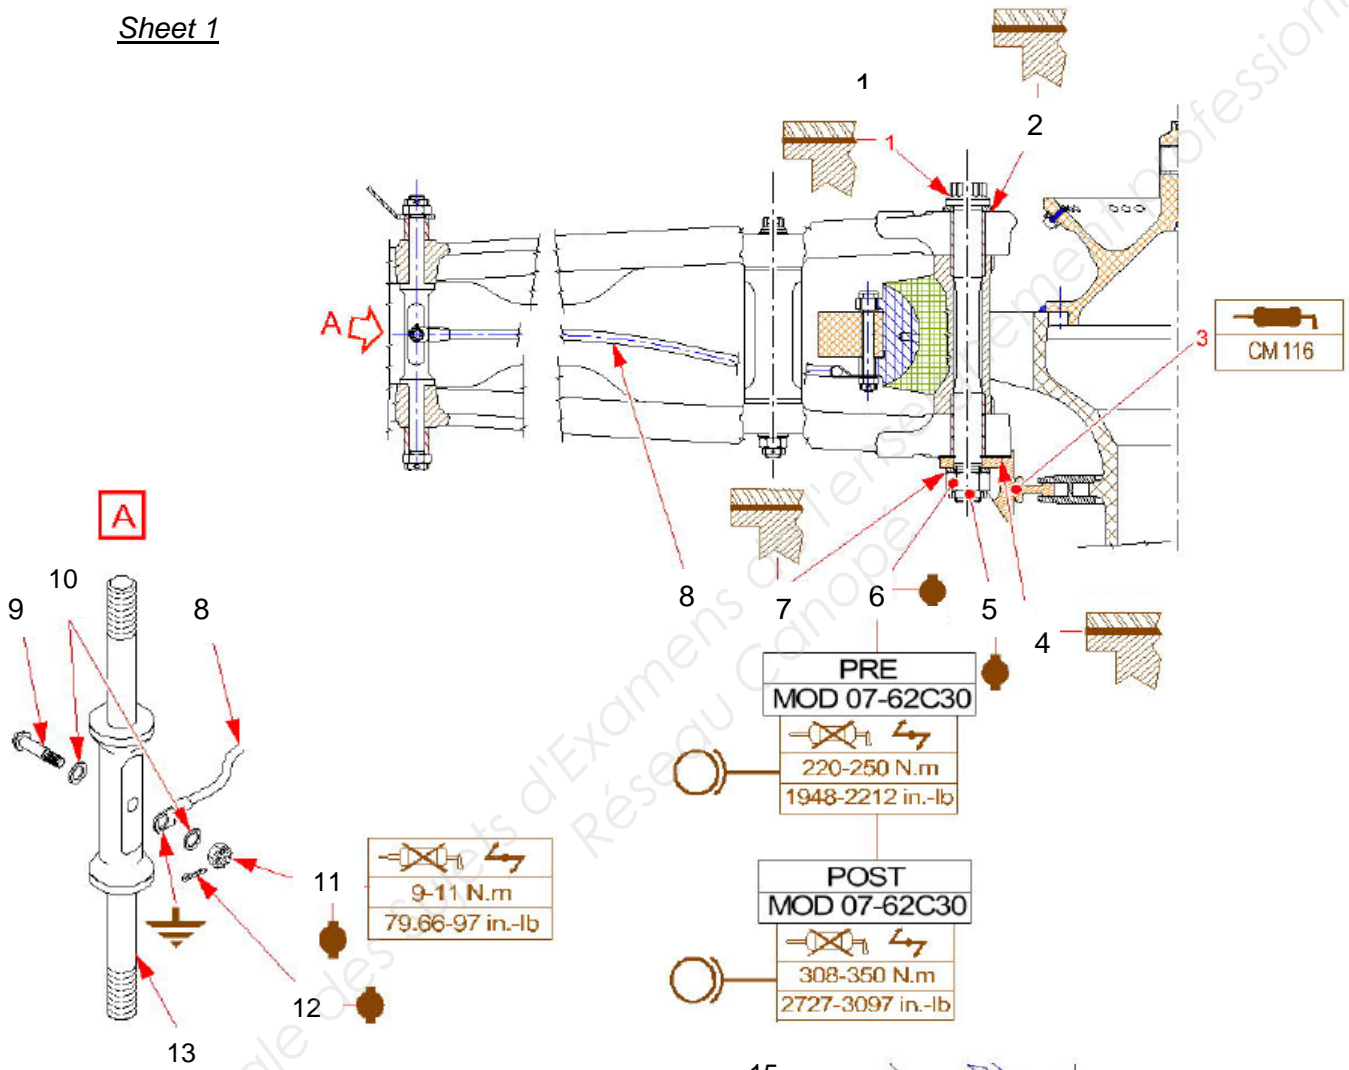 Sheet 1
1
2
1
A
3
CM 116
A
10
9
8
8
7
6
5
4
PRE
MOD 07-62C30
220-250 N.m
1948-2212 in.-lb
11
9-11 N.m
79.66-97 in.-lb
POST
MOD 07-62C30
308-350 N.m
2727-3097 in.-lb
12
13
Réseau Canopé